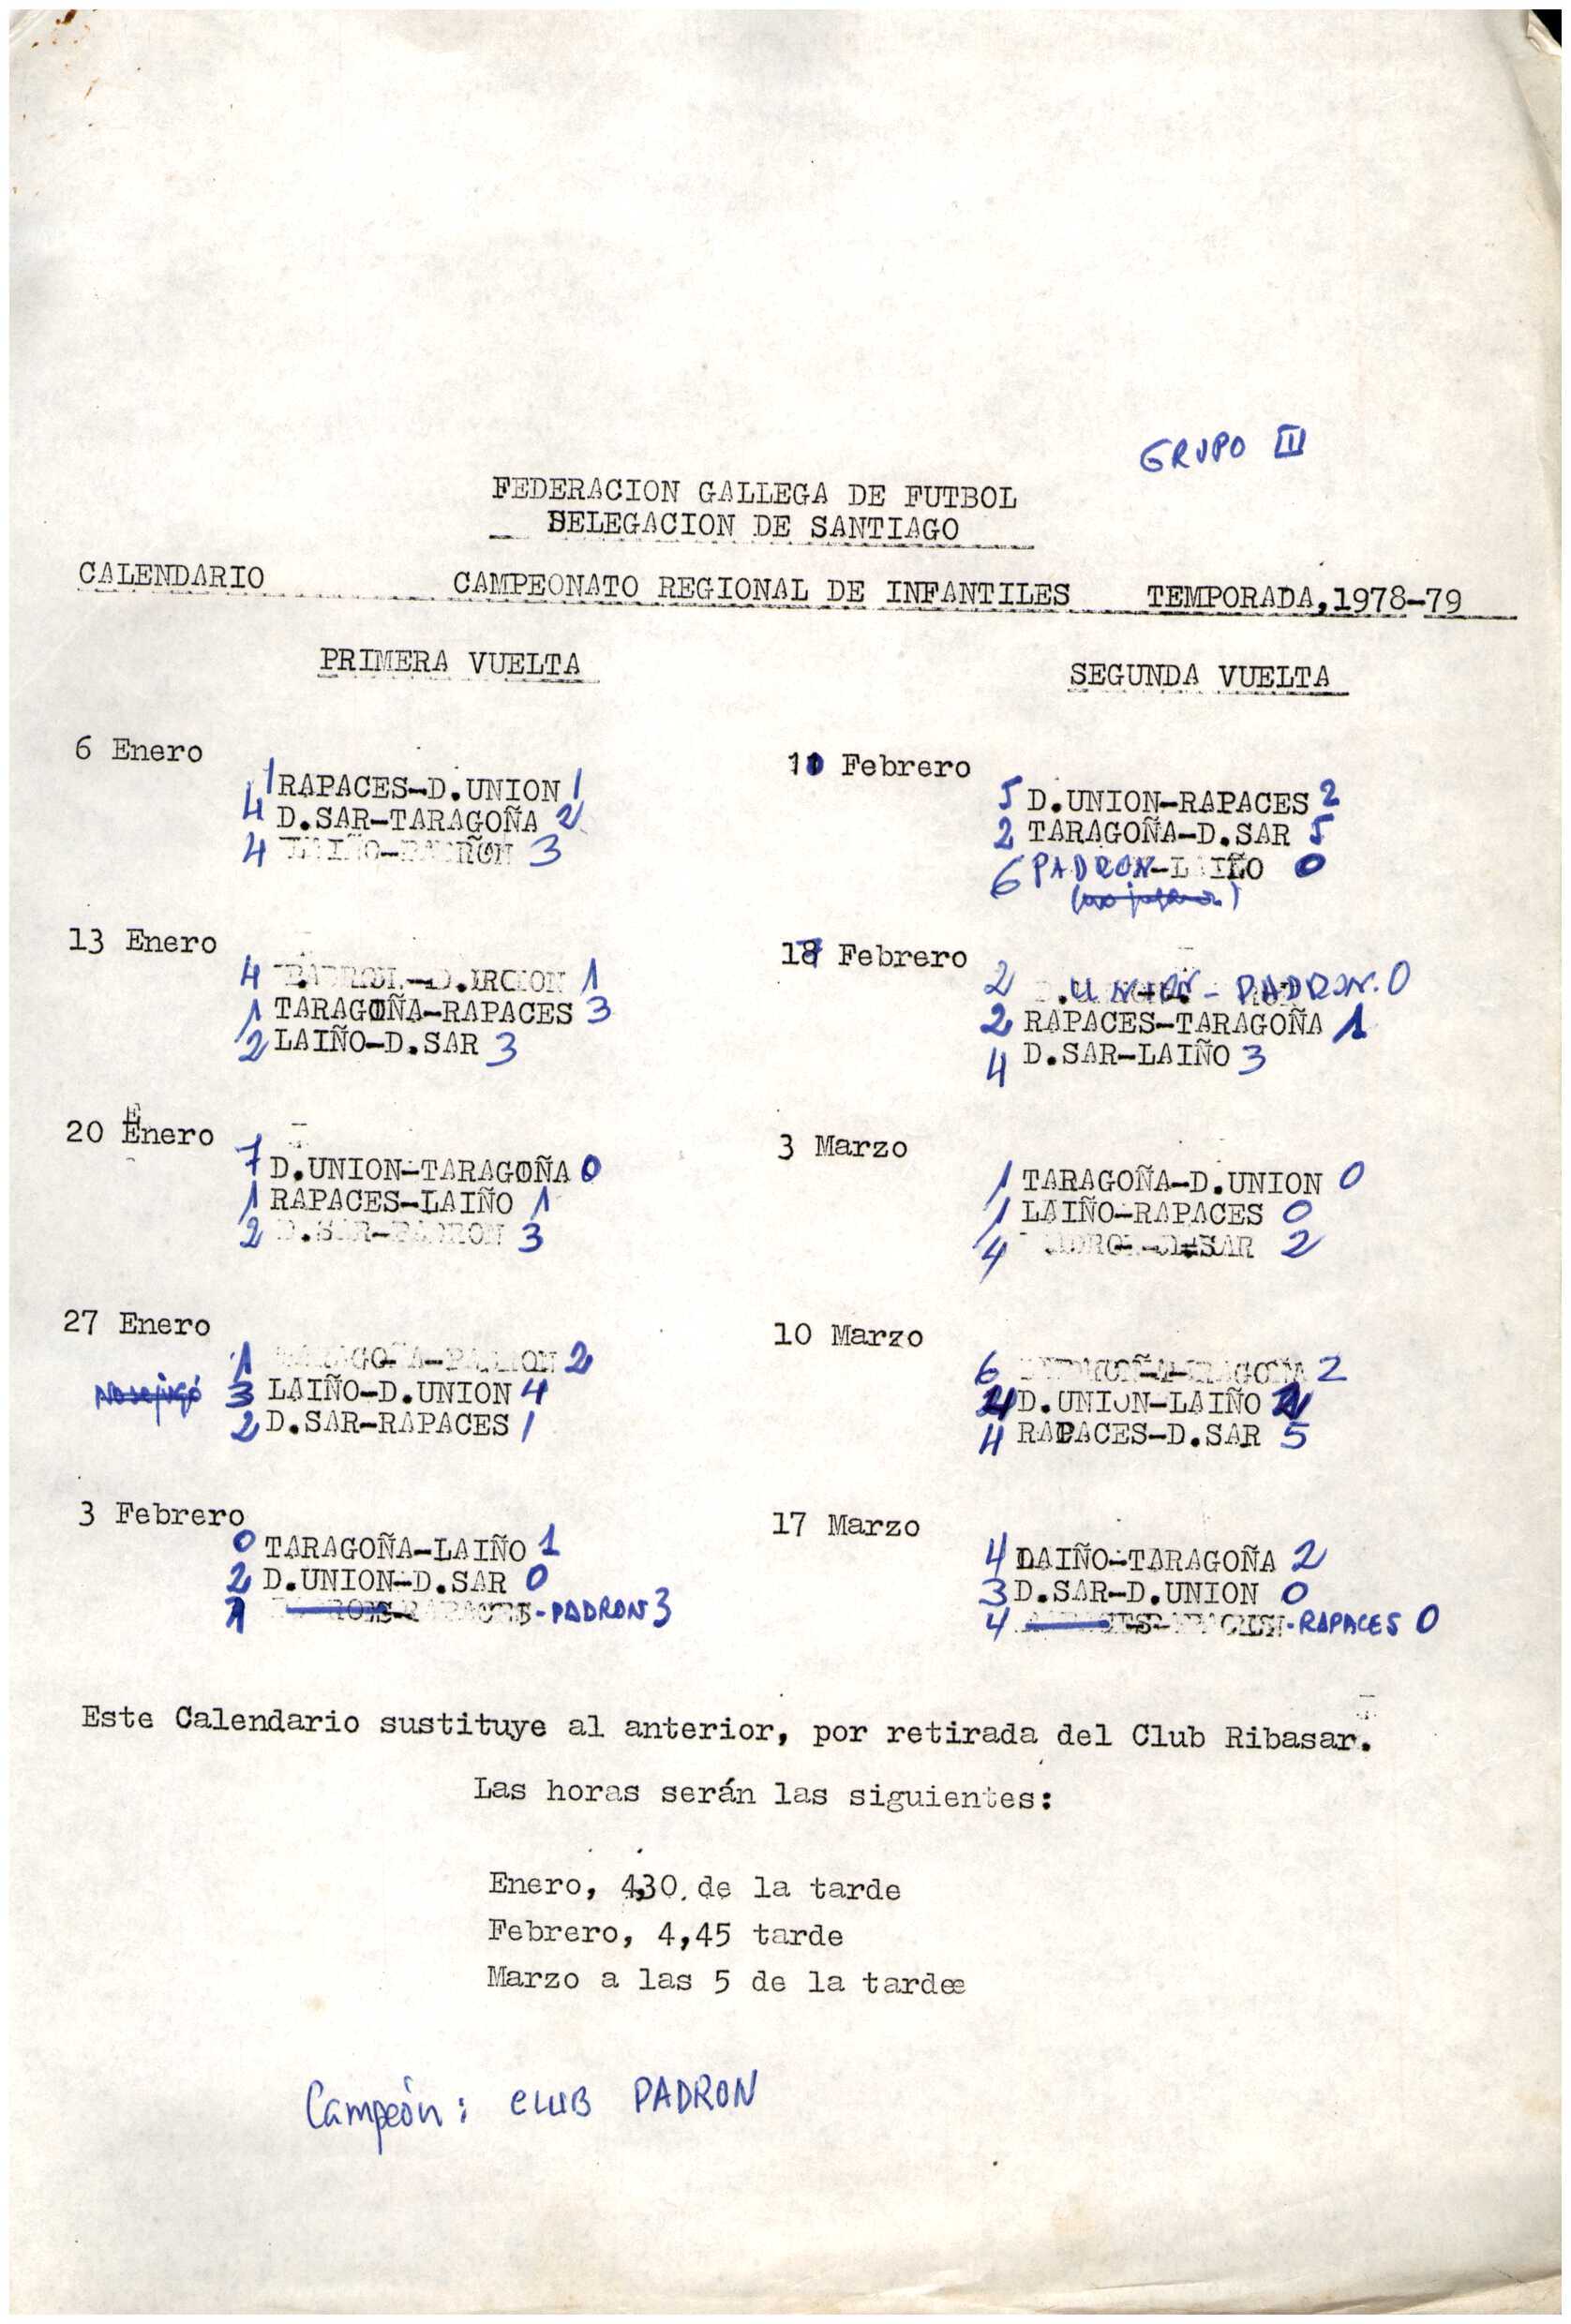 GRUPO II
FEDERACION GALLEGA DE FUTBOL
DELEGACION DE SANTIAGO
CALENDARIO CAMPEONATO REGIONAL DE INFANTILES TEMPORADA,1978-79
PRIMERA VUELTA
6 Enero
1 RAPACES-D.UNION 1
4 D.SAR-TARAGOÑA 2
4 LAIÑO-PADRON 3
13 Enero
4 PADRON-D. 1
1 TARAGOÑA-RAPACES 3
2 LAIÑO-D.SAR 3
20 Enero
7 D.UNION-TARAGOÑA 0
1 RAPACES-LAIÑO 1
2 D.SAR-PADRON 3
27 Enero
1 TARAGOÑA-PADRON 2
No se jugó 3 LAIÑO-D.UNION 4
2 D.SAR-RAPACES 1
3 Febrero
0 TARAGOÑA-LAIÑO 1
2 D.UNION-D.SAR 0
1 -PADRON 3
SEGUNDA VUELTA
10 Febrero
5 D.UNION-RAPACES 2
2 TARAGOÑA-D.SAR 5
6 PADRON-LAIÑO 0
17 Febrero
2 D.UNION - PADRON. 0
2 RAPACES-TARAGOÑA 1
4 D.SAR-LAIÑO 3
3 Marzo
1 TARAGOÑA-D.UNION 0
1 LAIÑO-RAPACES 0
4 PADRON-D.SAR 2
10 Marzo
6 2
D.UNION-LAIÑO
4 RAPACES-D.SAR 5
17 Marzo
4 LAIÑO-TARAGOÑA 2
3 D.SAR-D.UNION 0
4 -RAPACES 0
Este Calendario sustituye al anterior, por retirada del Club Ribasar.
Las horas serán las siguientes:
Enero, 4,30 de la tarde
Febrero, 4,45 tarde
Marzo a las 5 de la tarde
Campeón: CLUB PADRON